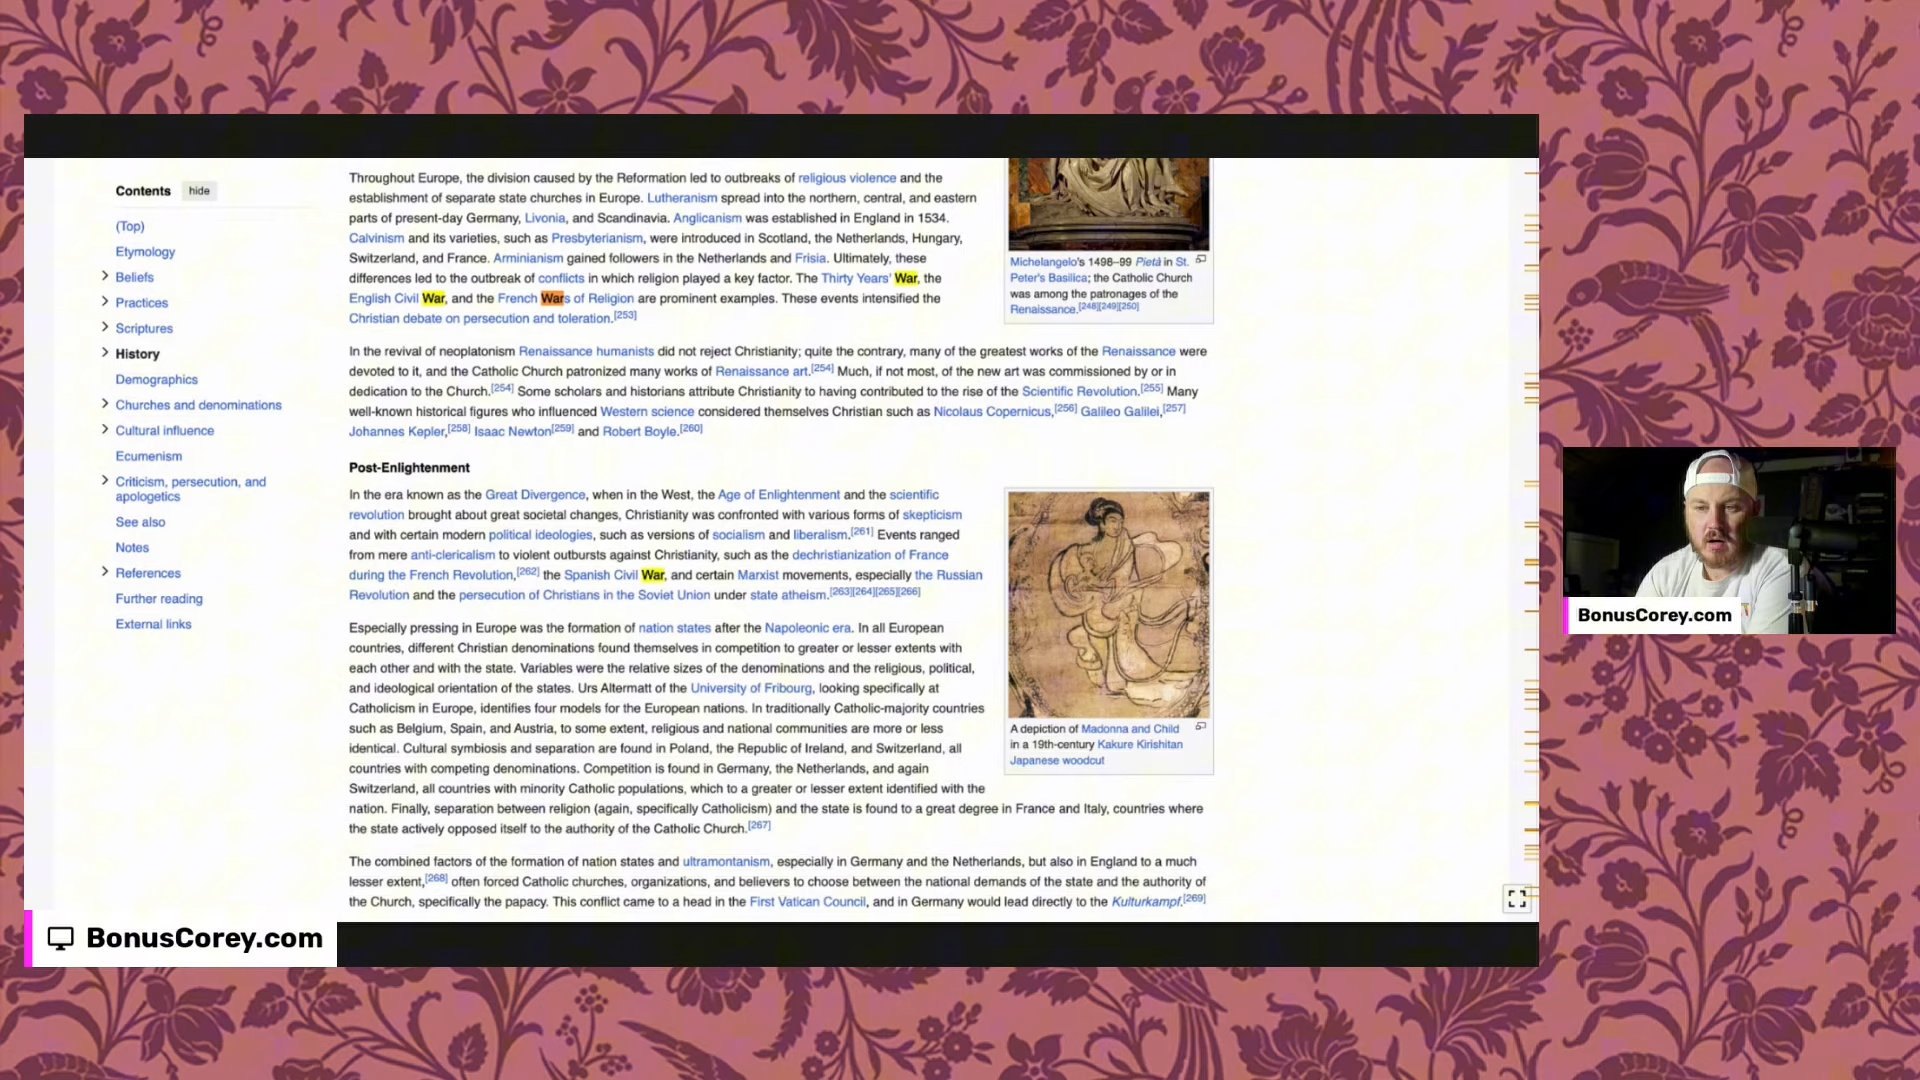 Contents hide
(Top)
Etymology
Beliefs
Practices
Scriptures
History
Demographics
Churches and denominations
Cultural influence
Ecumenism
Criticism, persecution, and
apologetics
See also
Notes
References
Further reading
External links
Throughout Europe, the division caused by the Reformation led to outbreaks of religious violence and the
establishment of separate state churches in Europe. Lutheranism spread into the northern, central, and eastern
parts of present-day Germany, Livonia, and Scandinavia. Anglicanism was established in England in 1534.
Calvinism and its varieties, such as Presbyterianism, were introduced in Scotland, the Netherlands, Hungary,
Switzerland, and France. Arminianism gained followers in the Netherlands and Frisia. Ultimately, these
differences led to the outbreak of conflicts in which religion played a key factor. The Thirty Years' War, the
English Civil War, and the French Wars of Religion are prominent examples. These events intensified the
Christian debate on persecution and toleration.[253]
Michelangelo's 1498–99 Pietà in St.
Peter's Basilica; the Catholic Church
was among the patronages of the
Renaissance.[248][249][250]
In the revival of neoplatonism Renaissance humanists did not reject Christianity; quite the contrary, many of the greatest works of the Renaissance were
devoted to it, and the Catholic Church patronized many works of Renaissance art.[254] Much, if not most, of the new art was commissioned by or in
dedication to the Church.[254] Some scholars and historians attribute Christianity to having contributed to the rise of the Scientific Revolution.[255] Many
well-known historical figures who influenced Western science considered themselves Christian such as Nicolaus Copernicus,[256] Galileo Galilei,[257]
Johannes Kepler,[258] Isaac Newton[259] and Robert Boyle.[260]
Post-Enlightenment
In the era known as the Great Divergence, when in the West, the Age of Enlightenment and the scientific
revolution brought about great societal changes, Christianity was confronted with various forms of skepticism
and with certain modern political ideologies, such as versions of socialism and liberalism.[261] Events ranged
from mere anti-clericalism to violent outbursts against Christianity, such as the dechristianization of France
during the French Revolution,[262] the Spanish Civil War, and certain Marxist movements, especially the Russian
Revolution and the persecution of Christians in the Soviet Union under state atheism.[263][264][265][266]
A depiction of Madonna and Child
in a 19th-century Kakure Kirishitan
Japanese woodcut
Especially pressing in Europe was the formation of nation states after the Napoleonic era. In all European
countries, different Christian denominations found themselves in competition to greater or lesser extents with
each other and with the state. Variables were the relative sizes of the denominations and the religious, political,
and ideological orientation of the states. Urs Altermatt of the University of Fribourg, looking specifically at
Catholicism in Europe, identifies four models for the European nations. In traditionally Catholic-majority countries
such as Belgium, Spain, and Austria, to some extent, religious and national communities are more or less
identical. Cultural symbiosis and separation are found in Poland, the Republic of Ireland, and Switzerland, all
countries with competing denominations. Competition is found in Germany, the Netherlands, and again
Switzerland, all countries with minority Catholic populations, which to a greater or lesser extent identified with the
nation. Finally, separation between religion (again, specifically Catholicism) and the state is found to a great degree in France and Italy, countries where
the state actively opposed itself to the authority of the Catholic Church.[267]
The combined factors of the formation of nation states and ultramontanism, especially in Germany and the Netherlands, but also in England to a much
lesser extent,[268] often forced Catholic churches, organizations, and believers to choose between the national demands of the state and the authority of
the Church, specifically the papacy. This conflict came to a head in the First Vatican Council, and in Germany would lead directly to the Kulturkampf.[269]
BonusCorey.com
BonusCorey.com